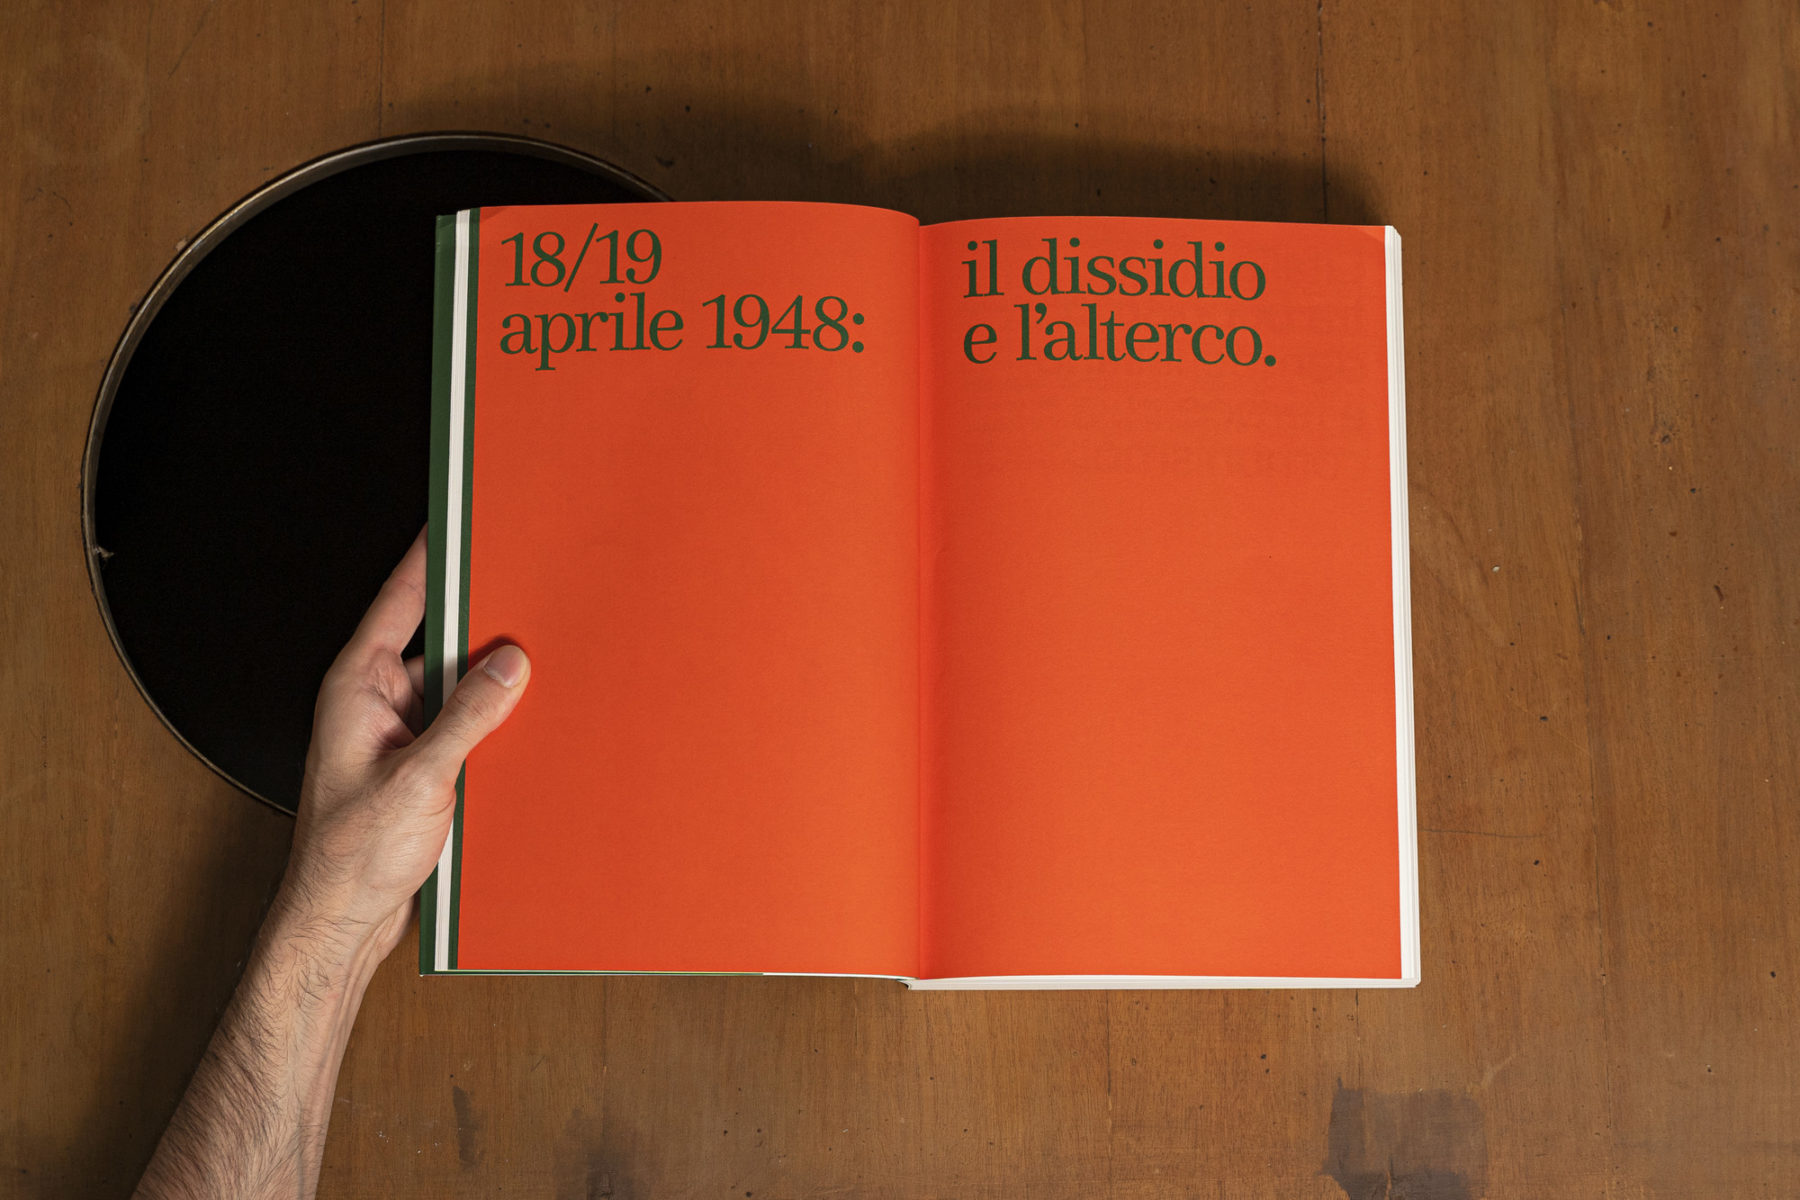 18/19
aprile 1948:
il dissidio
e l’alterco.